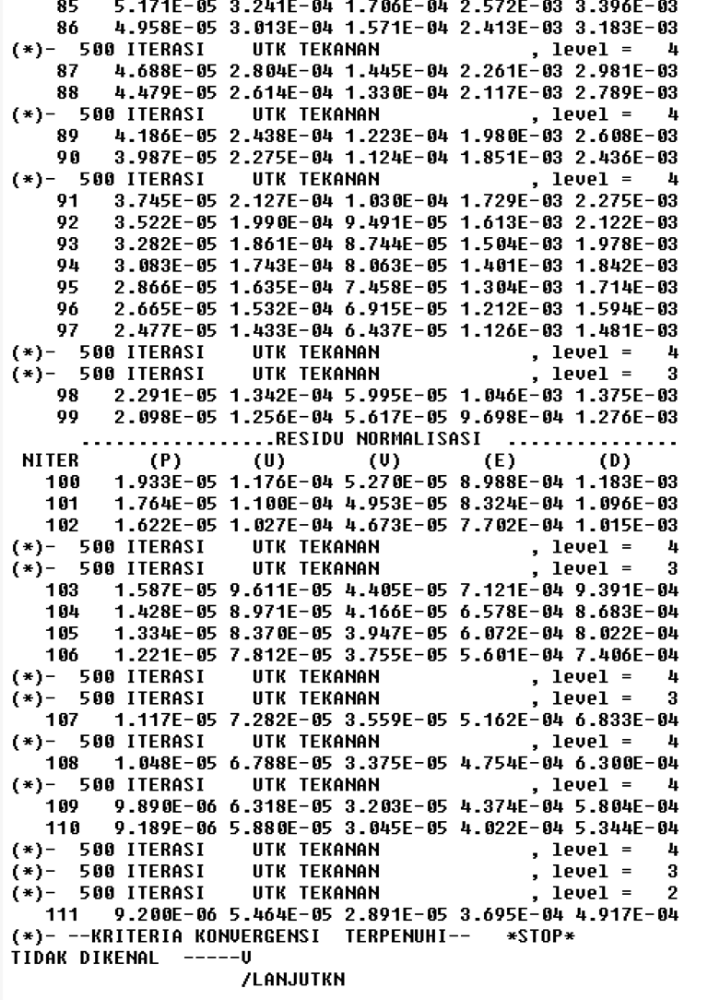 85 5.171E-05 3.241E-04 1.706E-04 2.572E-03 3.396E-03
86 4.958E-05 3.013E-04 1.571E-04 2.413E-03 3.183E-03
(*)- 500 ITERASI UTK TEKANAN , level = 4
87 4.688E-05 2.804E-04 1.445E-04 2.261E-03 2.981E-03
88 4.479E-05 2.614E-04 1.330E-04 2.117E-03 2.789E-03
(*)- 500 ITERASI UTK TEKANAN , level = 4
89 4.186E-05 2.438E-04 1.223E-04 1.980E-03 2.608E-03
90 3.987E-05 2.275E-04 1.124E-04 1.851E-03 2.436E-03
(*)- 500 ITERASI UTK TEKANAN , level = 4
91 3.745E-05 2.127E-04 1.030E-04 1.729E-03 2.275E-03
92 3.522E-05 1.990E-04 9.491E-05 1.613E-03 2.122E-03
93 3.282E-05 1.861E-04 8.744E-05 1.504E-03 1.978E-03
94 3.083E-05 1.743E-04 8.063E-05 1.401E-03 1.842E-03
95 2.866E-05 1.635E-04 7.458E-05 1.304E-03 1.714E-03
96 2.665E-05 1.532E-04 6.915E-05 1.212E-03 1.594E-03
97 2.477E-05 1.433E-04 6.437E-05 1.126E-03 1.481E-03
(*)- 500 ITERASI UTK TEKANAN , level = 4
(*)- 500 ITERASI UTK TEKANAN , level = 3
98 2.291E-05 1.342E-04 5.995E-05 1.046E-03 1.375E-03
99 2.098E-05 1.256E-04 5.617E-05 9.698E-04 1.276E-03
.................RESIDU NORMALISASI ...............
NITER (P) (U) (V) (E) (D)
100 1.933E-05 1.176E-04 5.270E-05 8.988E-04 1.183E-03
101 1.764E-05 1.100E-04 4.953E-05 8.324E-04 1.096E-03
102 1.622E-05 1.027E-04 4.673E-05 7.702E-04 1.015E-03
(*)- 500 ITERASI UTK TEKANAN , level = 4
(*)- 500 ITERASI UTK TEKANAN , level = 3
103 1.587E-05 9.611E-05 4.405E-05 7.121E-04 9.391E-04
104 1.428E-05 8.971E-05 4.166E-05 6.578E-04 8.683E-04
105 1.334E-05 8.370E-05 3.947E-05 6.072E-04 8.022E-04
106 1.221E-05 7.812E-05 3.755E-05 5.601E-04 7.406E-04
(*)- 500 ITERASI UTK TEKANAN , level = 4
(*)- 500 ITERASI UTK TEKANAN , level = 3
107 1.117E-05 7.282E-05 3.559E-05 5.162E-04 6.833E-04
(*)- 500 ITERASI UTK TEKANAN , level = 4
108 1.048E-05 6.788E-05 3.375E-05 4.754E-04 6.300E-04
(*)- 500 ITERASI UTK TEKANAN , level = 4
109 9.890E-06 6.318E-05 3.203E-05 4.374E-04 5.804E-04
110 9.189E-06 5.880E-05 3.045E-05 4.022E-04 5.344E-04
(*)- 500 ITERASI UTK TEKANAN , level = 4
(*)- 500 ITERASI UTK TEKANAN , level = 3
(*)- 500 ITERASI UTK TEKANAN , level = 2
111 9.200E-06 5.464E-05 2.891E-05 3.695E-04 4.917E-04
(*)- --KRITERIA KONVERGENSI TERPENUHI-- *STOP*
TIDAK DIKENAL -----V
/LANJUTKN